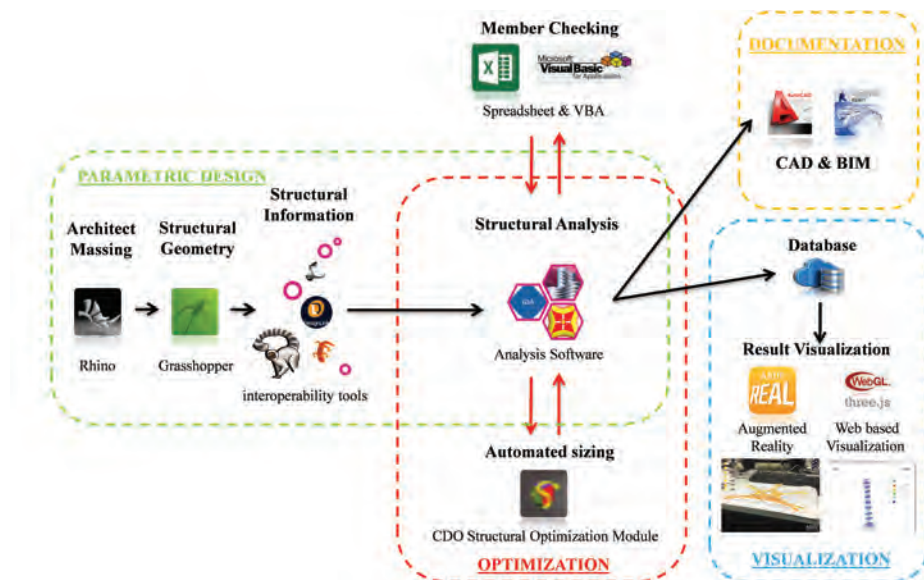 Member Checking
Microsoft
Visual Basic
for Applications
Spreadsheet & VBA
DOCUMENTATION
AutoCAD
CAD & BIM
PARAMETRIC DESIGN
Architect
Massing
Structural
Geometry
Structural
Information
Rhino
Grasshopper
interoperability tools
Structural Analysis
GSA
Analysis Software
Automated sizing
CDO Structural Optimization Module
OPTIMIZATION
Database
Result Visualization
REAL
Augmented
Reality
WebGL
three.js
Web based
Visualization
VISUALIZATION